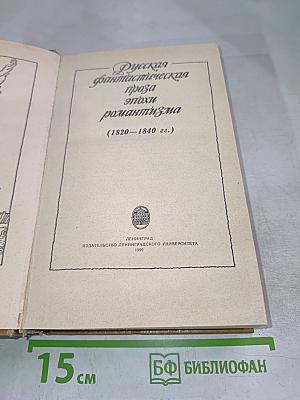 Русская
фантастическая
проза
эпохи
романтизма
(1820—1840 гг.)
ЛЕНИНГРАД
ИЗДАТЕЛЬСТВО ЛЕНИНГРАДСКОГО УНИВЕРСИТЕТА
15 см
БФ БИБЛИОФАН